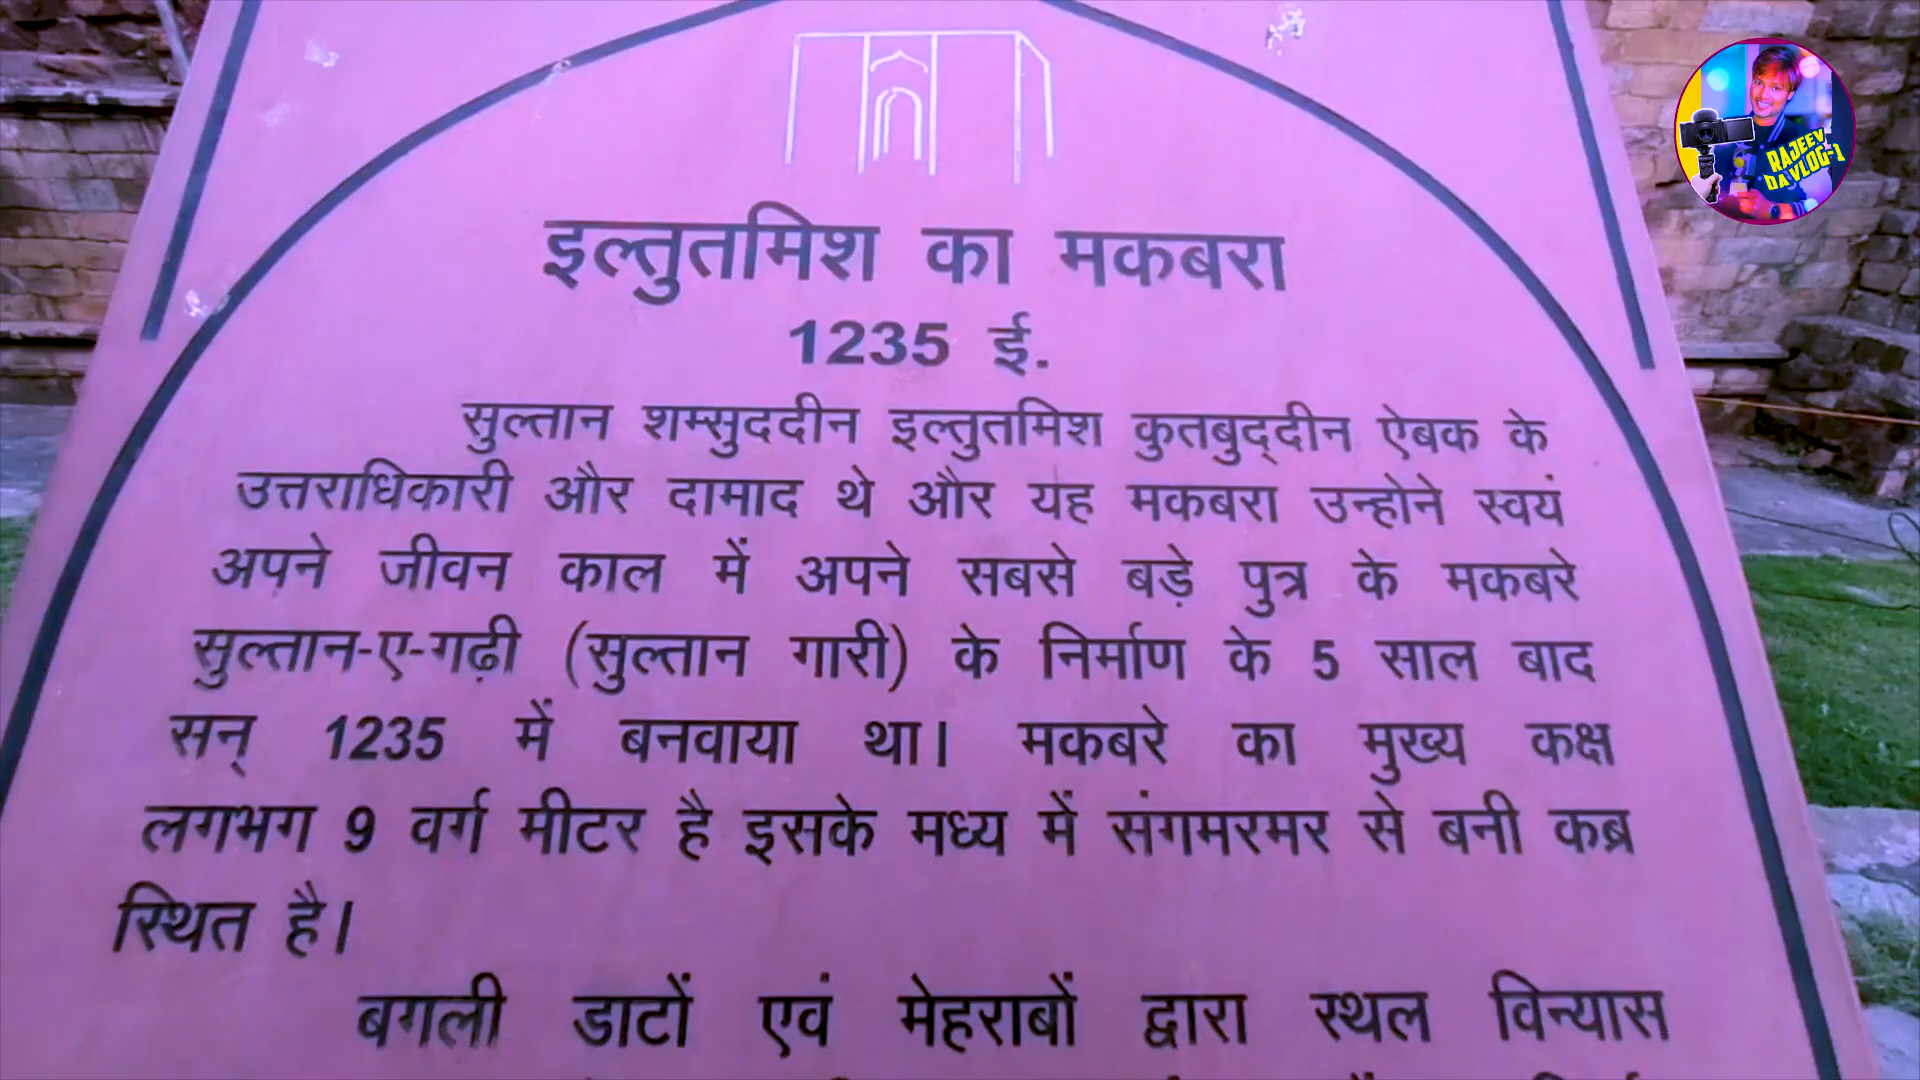 इल्तुतमिश का मकबरा
1235 ई.
सुल्तान शम्सुददीन इल्तुतमिश कुतबुद्दीन ऐबक के
उत्तराधिकारी और दामाद थे और यह मकबरा उन्होने स्वयं
अपने जीवन काल में अपने सबसे बड़े पुत्र के मकबरे
सुल्तान-ए-गढ़ी (सुल्तान गारी) के निर्माण के 5 साल बाद
सन् 1235 में बनवाया था। मकबरे का मुख्य कक्ष
लगभग 9 वर्ग मीटर है इसके मध्य में संगमरमर से बनी कब्र
स्थित है।
बगली डाटों एवं मेहराबों द्वारा स्थल विन्यास
RAJEEV
DA VLOG-1